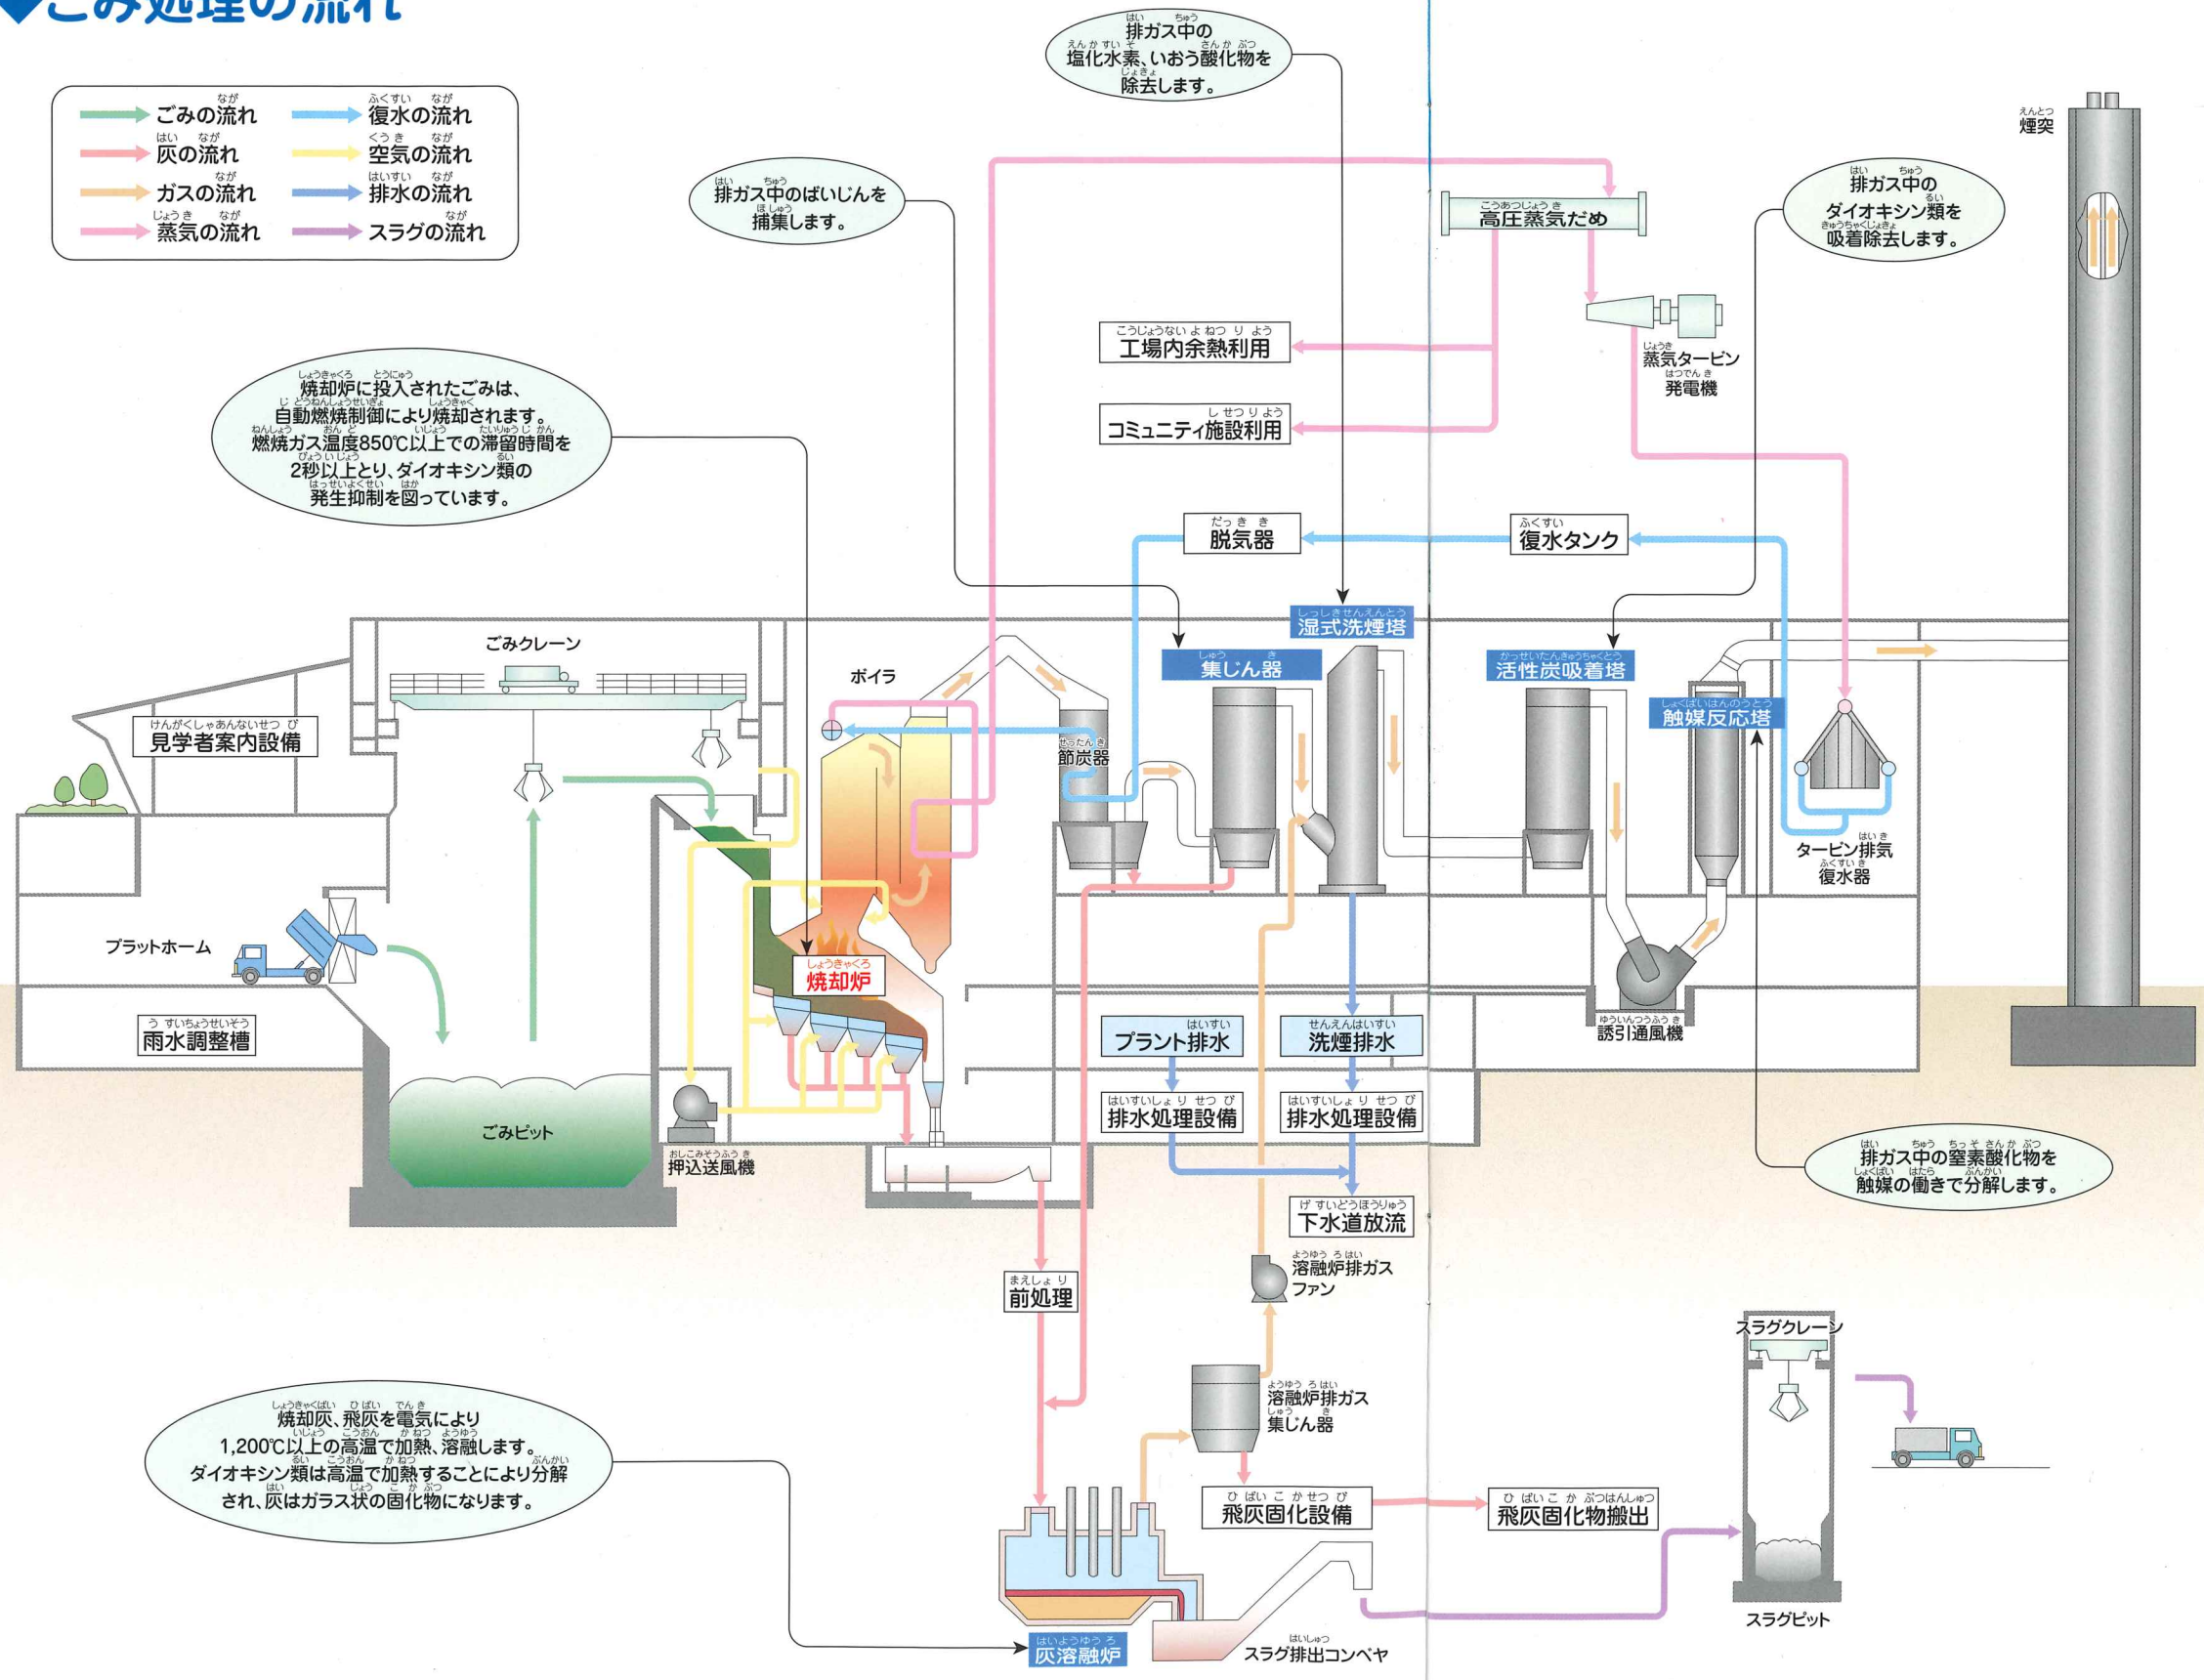 ◆ごみ処理の流れ
ごみの流れ
灰の流れ
ガスの流れ
蒸気の流れ
復水の流れ
空気の流れ
排水の流れ
スラグの流れ
排ガス中の
塩化水素、いおう酸化物を
除去します。
排ガス中のばいじんを
捕集します。
高圧蒸気だめ
排ガス中の
ダイオキシン類を
吸着除去します。
煙突
工場内余熱利用
コミュニティ施設利用
蒸気タービン
発電機
焼却炉に投入されたごみは、
自動燃焼制御により焼却されます。
燃焼ガス温度850℃以上での滞留時間を
2秒以上とり、ダイオキシン類の
発生抑制を図っています。
脱気器
復水タンク
湿式洗煙塔
集じん器
活性炭吸着塔
触媒反応塔
ごみクレーン
ボイラ
見学者案内設備
節炭器
タービン排気
復水器
プラットホーム
焼却炉
雨水調整槽
プラント排水
洗煙排水
誘引通風機
排水処理設備
排水処理設備
ごみピット
押込送風機
下水道放流
排ガス中の窒素酸化物を
触媒の働きで分解します。
溶融炉排ガス
ファン
前処理
スラグクレーン
溶融炉排ガス
集じん器
焼却灰、飛灰を電気により
1,200℃以上の高温で加熱、溶融します。
ダイオキシン類は高温で加熱することにより分解
され、灰はガラス状の固化物になります。
飛灰固化設備
飛灰固化物搬出
スラグピット
灰溶融炉
スラグ排出コンベヤ